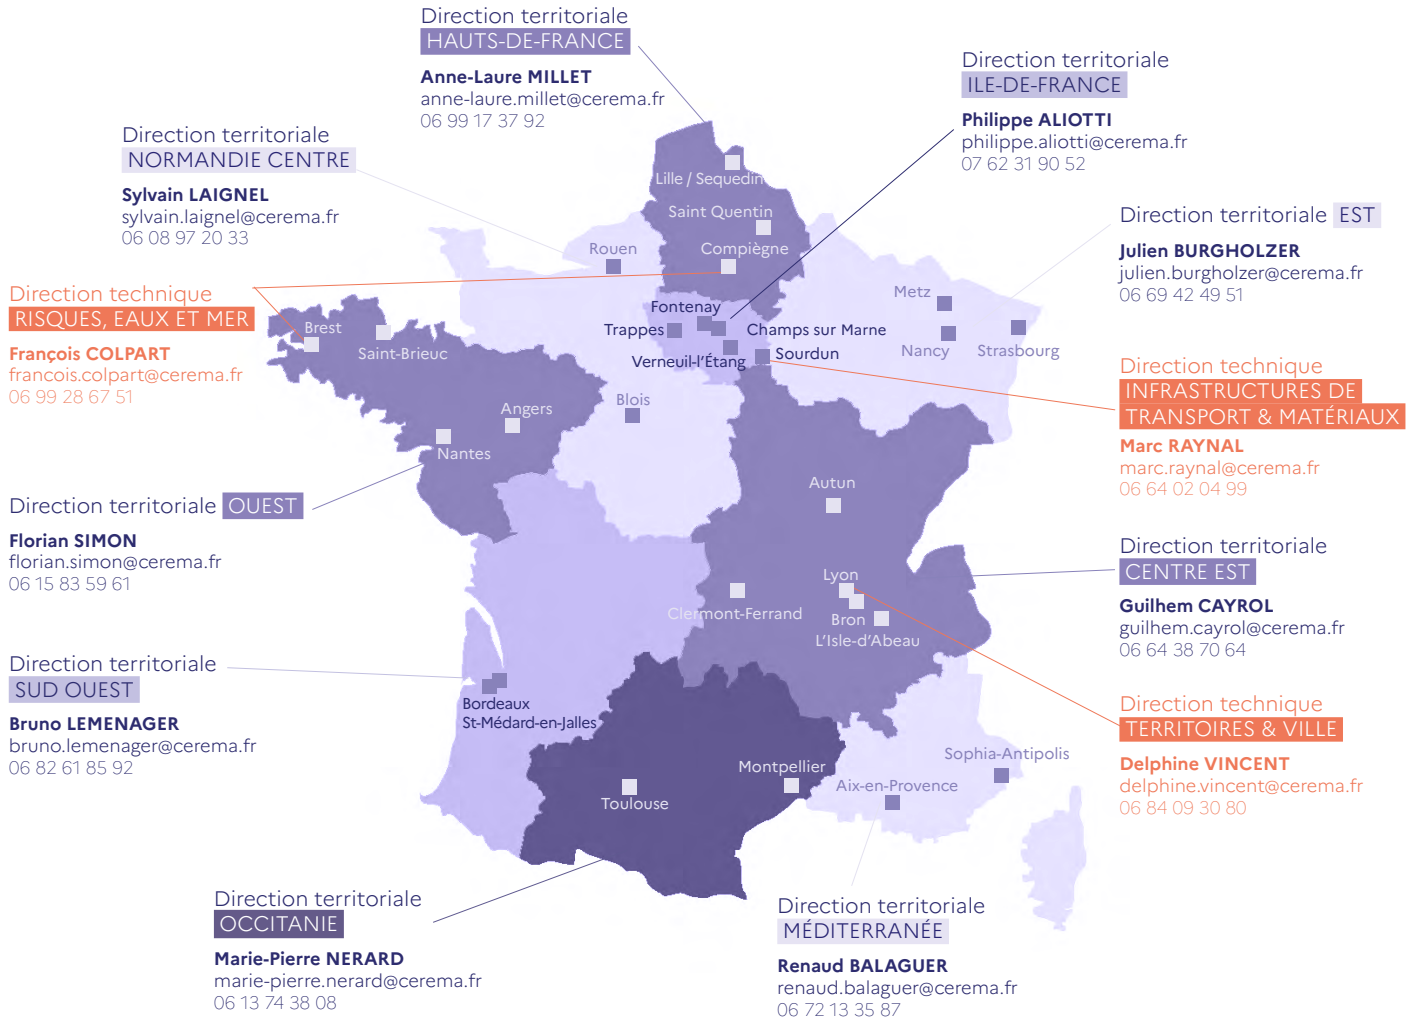 Direction territoriale
HAUTS-DE-FRANCE
Anne-Laure MILLET
anne-laure.millet@cerema.fr
06 99 17 37 92
Direction territoriale
ILE-DE-FRANCE
Philippe ALIOTTI
philippe.aliotti@cerema.fr
07 62 31 90 52
Direction territoriale
NORMANDIE CENTRE
Sylvain LAIGNEL
sylvain.laignel@cerema.fr
06 08 97 20 33
Direction territoriale EST
Julien BURGHOLZER
julien.burgholzer@cerema.fr
06 69 42 49 51
Direction technique
RISQUES, EAUX ET MER
François COLPART
francois.colpart@cerema.fr
06 99 28 67 51
Direction technique
INFRASTRUCTURES DE
TRANSPORT & MATÉRIAUX
Marc RAYNAL
marc.raynal@cerema.fr
06 64 02 04 99
Direction territoriale OUEST
Florian SIMON
florian.simon@cerema.fr
06 15 83 59 61
Direction territoriale
CENTRE EST
Guilhem CAYROL
guilhem.cayrol@cerema.fr
06 64 38 70 64
Direction territoriale
SUD OUEST
Bruno LEMENAGER
bruno.lemenager@cerema.fr
06 82 61 85 92
Direction technique
TERRITOIRES & VILLE
Delphine VINCENT
delphine.vincent@cerema.fr
06 84 09 30 80
Direction territoriale
OCCITANIE
Marie-Pierre NERARD
marie-pierre.nerard@cerema.fr
06 13 74 38 08
Direction territoriale
MÉDITERRANÉE
Renaud BALAGUER
renaud.balaguer@cerema.fr
06 72 13 35 87
Lille / Sequedin
Saint Quentin
Compiègne
Rouen
Fontenay
Trappes
Champs sur Marne
Verneuil-l'Étang
Sourdun
Metz
Nancy
Strasbourg
Brest
Saint-Brieuc
Angers
Nantes
Blois
Autun
Lyon
Clermont-Ferrand
Bron
L'Isle-d'Abeau
Bordeaux
St-Médard-en-Jalles
Toulouse
Montpellier
Sophia-Antipolis
Aix-en-Provence